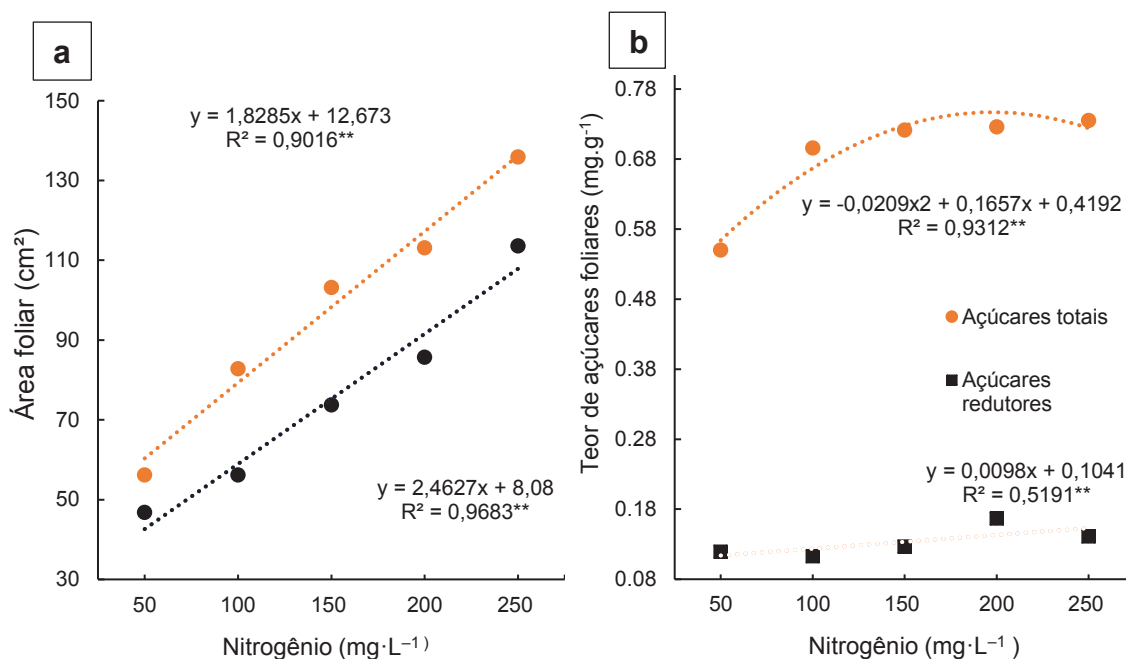 a
150
130
110
90
70
50
30
Área foliar (cm²)
y = 1,8285x + 12,673
R² = 0,9016**
y = 2,4627x + 8,08
R² = 0,9683**
50 100 150 200 250
Nitrogênio (mg·L⁻¹)
b
0.78
0.68
0.58
0.48
0.38
0.28
0.18
0.08
Teor de açúcares foliares (mg.g⁻¹)
y = -0,0209x2 + 0,1657x + 0,4192
R² = 0,9312**
Açúcares totais
Açúcares
redutores
y = 0,0098x + 0,1041
R² = 0,5191**
50 100 150 200 250
Nitrogênio (mg·L⁻¹ )